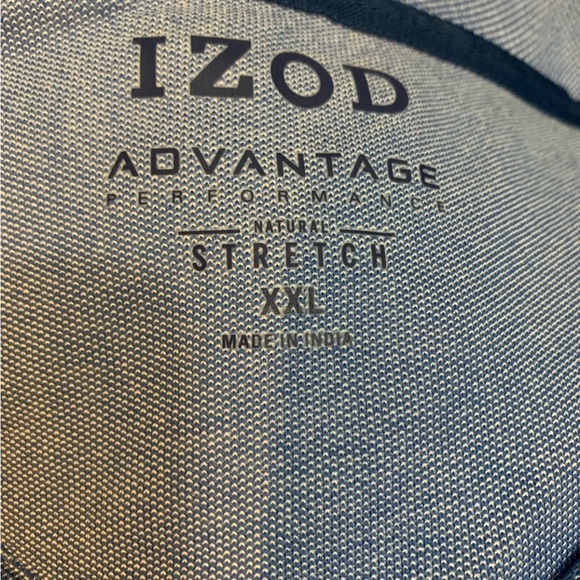 IZOD
ADVANTAGE
PERFORMANCE
NATURAL
STRETCH
XXL
MADE IN INDIA